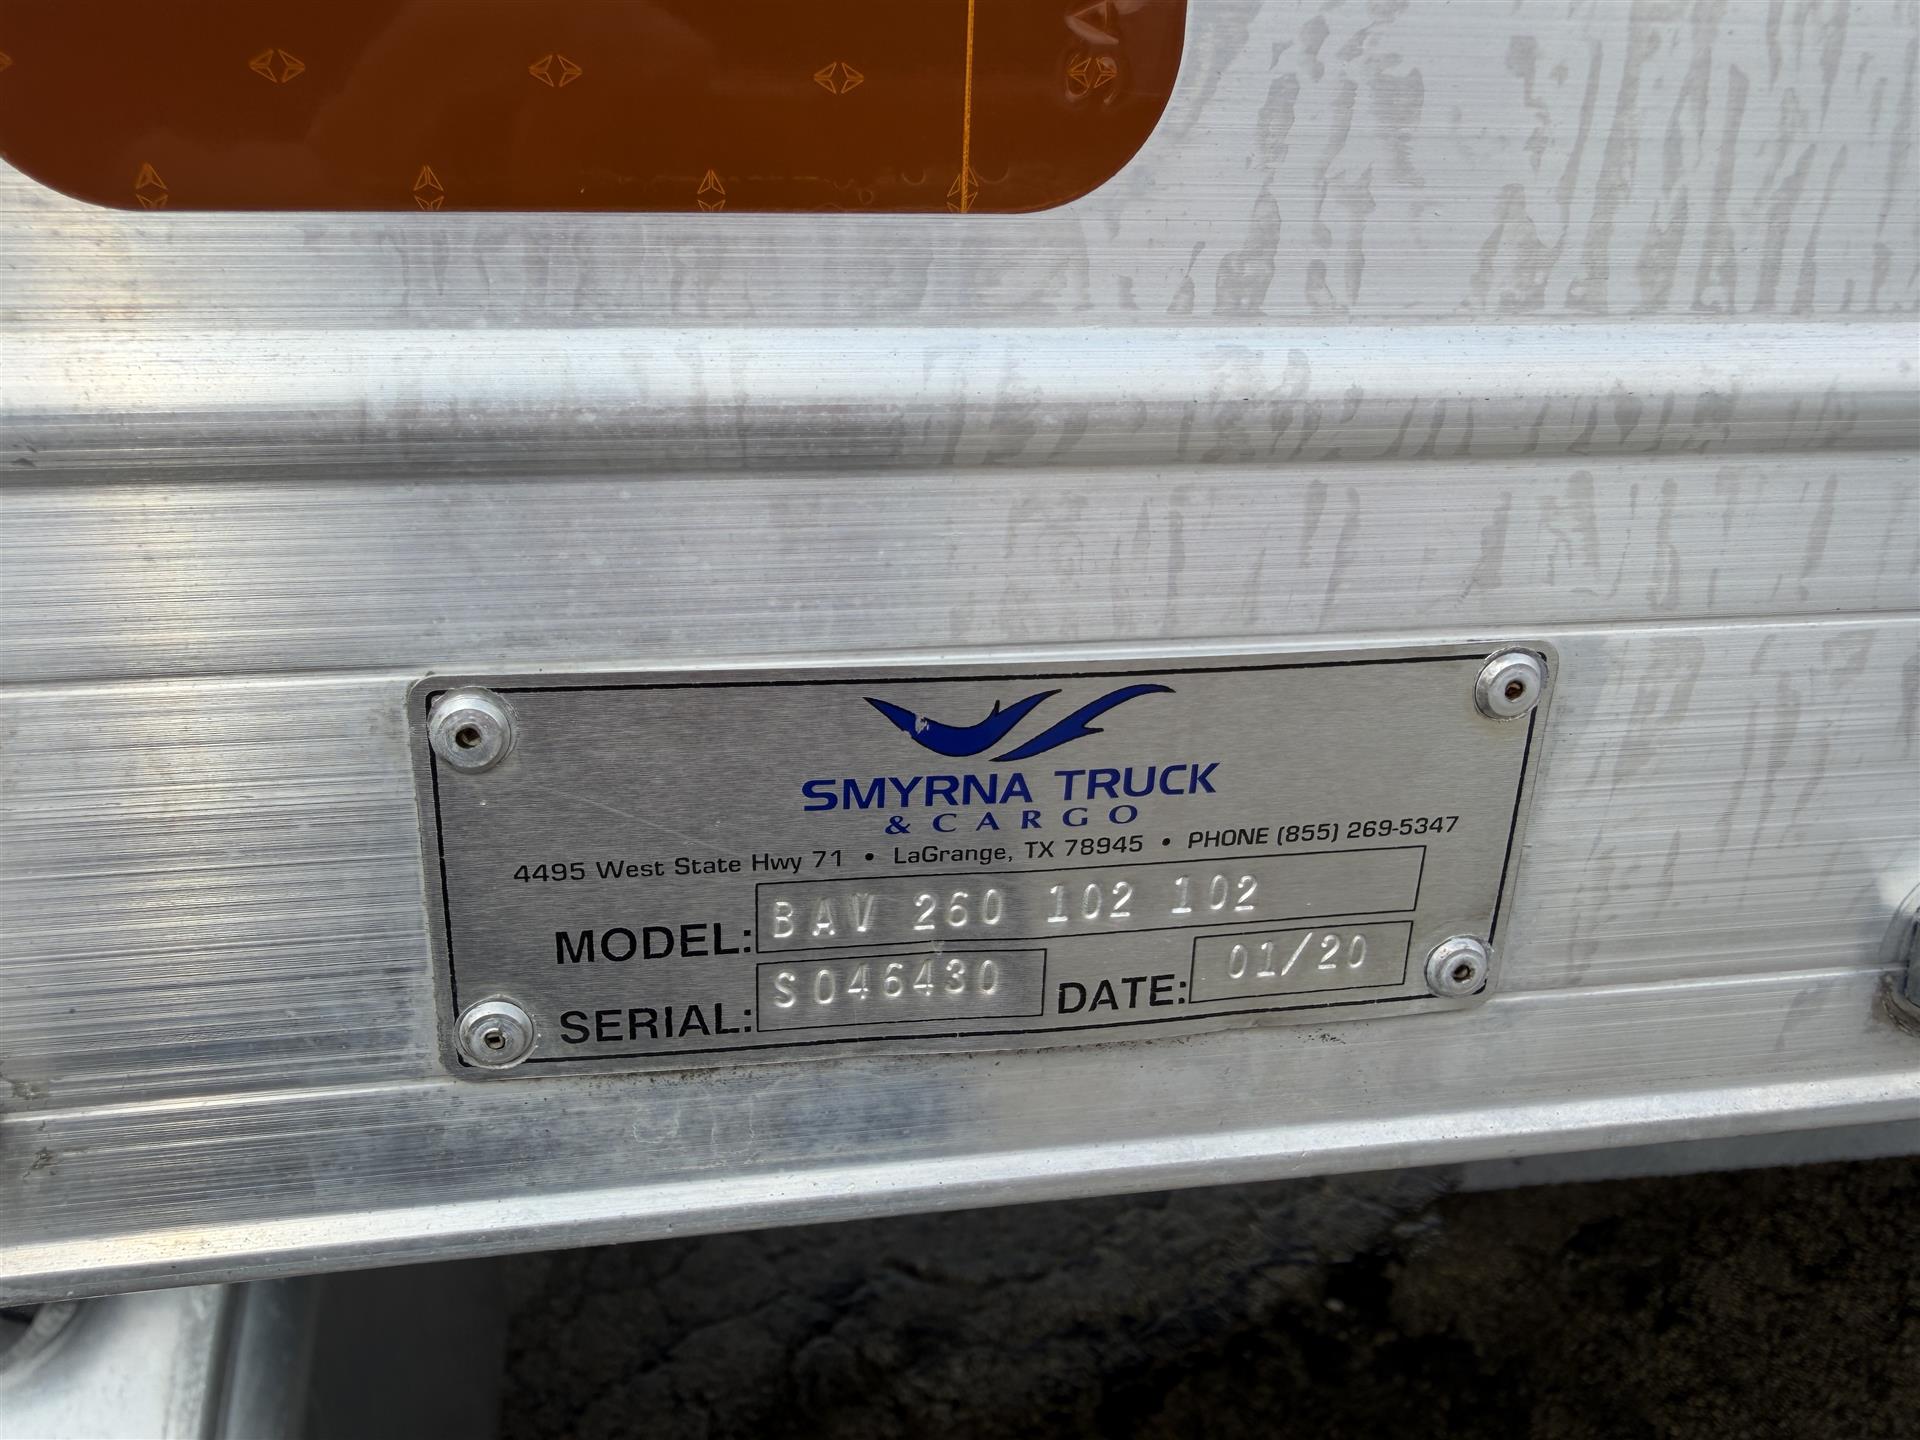 SMYRNA TRUCK
& CARGO
4495 West State Hwy 71 • LaGrange, TX 78945 • PHONE (855) 269-5347
MODEL: BAV 260 102 102
SERIAL: S046430 DATE: 01/20